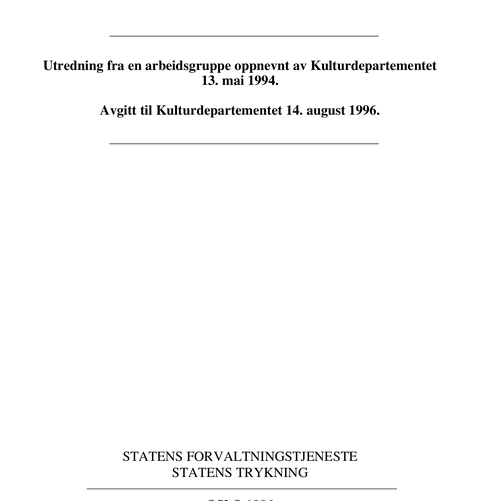 Utredning fra en arbeidsgruppe oppnevnt av Kulturdepartementet
13. mai 1994.
Avgitt til Kulturdepartementet 14. august 1996.
STATENS FORVALTNINGSTJENESTE
STATENS TRYKNING